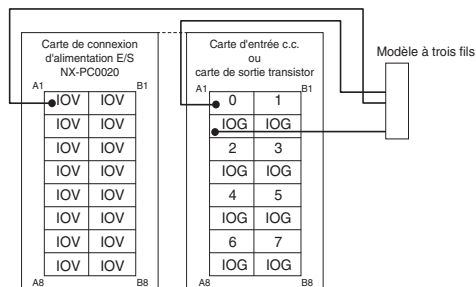 Carte de connexion
d'alimentation E/S
NX-PC0020
A1 B1
IOV IOV
IOV IOV
IOV IOV
IOV IOV
IOV IOV
IOV IOV
IOV IOV
IOV IOV
A8 B8
Carte d'entrée c.c.
ou
carte de sortie transistor
A1 B1
0 1
IOG IOG
2 3
IOG IOG
4 5
IOG IOG
6 7
IOG IOG
A8 B8
Modèle à trois fils